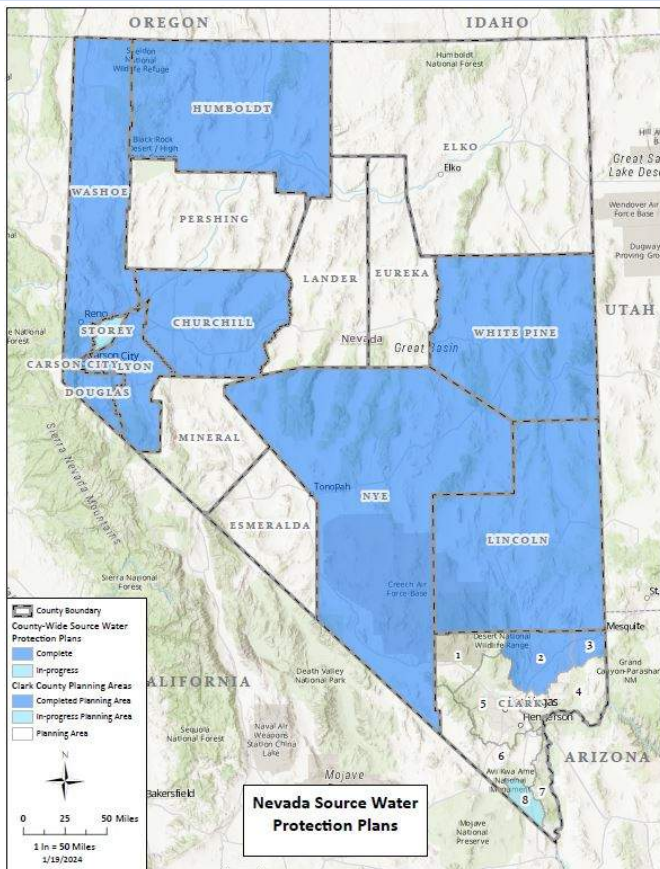 OREGON
IDAHO
Sheldon
National
Wildlife Refuge
Humboldt
National Forest
HUMBOLDT
Black Rock
Desert / High
ELKO
Elko
Great Sa
Lake Dese
Wendover Air
Force Base
Dugway
Proving Gro
WASHOE
PERSHING
LANDER
EUREKA
UTAH
Reno
STOREY
CHURCHILL
Nevada
Great Basin
WHITE PINE
Carson City
CARSON CITY
LYON
DOUGLAS
MINERAL
Sierra Nevada Mountains
Tonopah
NYE
ESMERALDA
LINCOLN
Sierra National
Forest
Creech Air
Force Base
St.
Mesquite
Desert National
Wildlife Range
1
2
3
4
5
6
7
8
Grand
Canyon-Parashan
NM
CLARK
gas
Henderson
Death Valley
National Park
ALIFORNIA
Naval Air
Weapons
Station China
Lake
Sequoia
National Forest
ARIZONA
Avi Kwa Ame
National
Monument
Mojave
Bakersfield
Mojave
National
Preserve
County Boundary
County-Wide Source Water
Protection Plans
Complete
In-progress
Clark County Planning Areas
Completed Planning Area
In-progress Planning Area
Planning Area
N
0 25 50 Miles
1 In = 50 Miles
1/19/2024
Nevada Source Water
Protection Plans